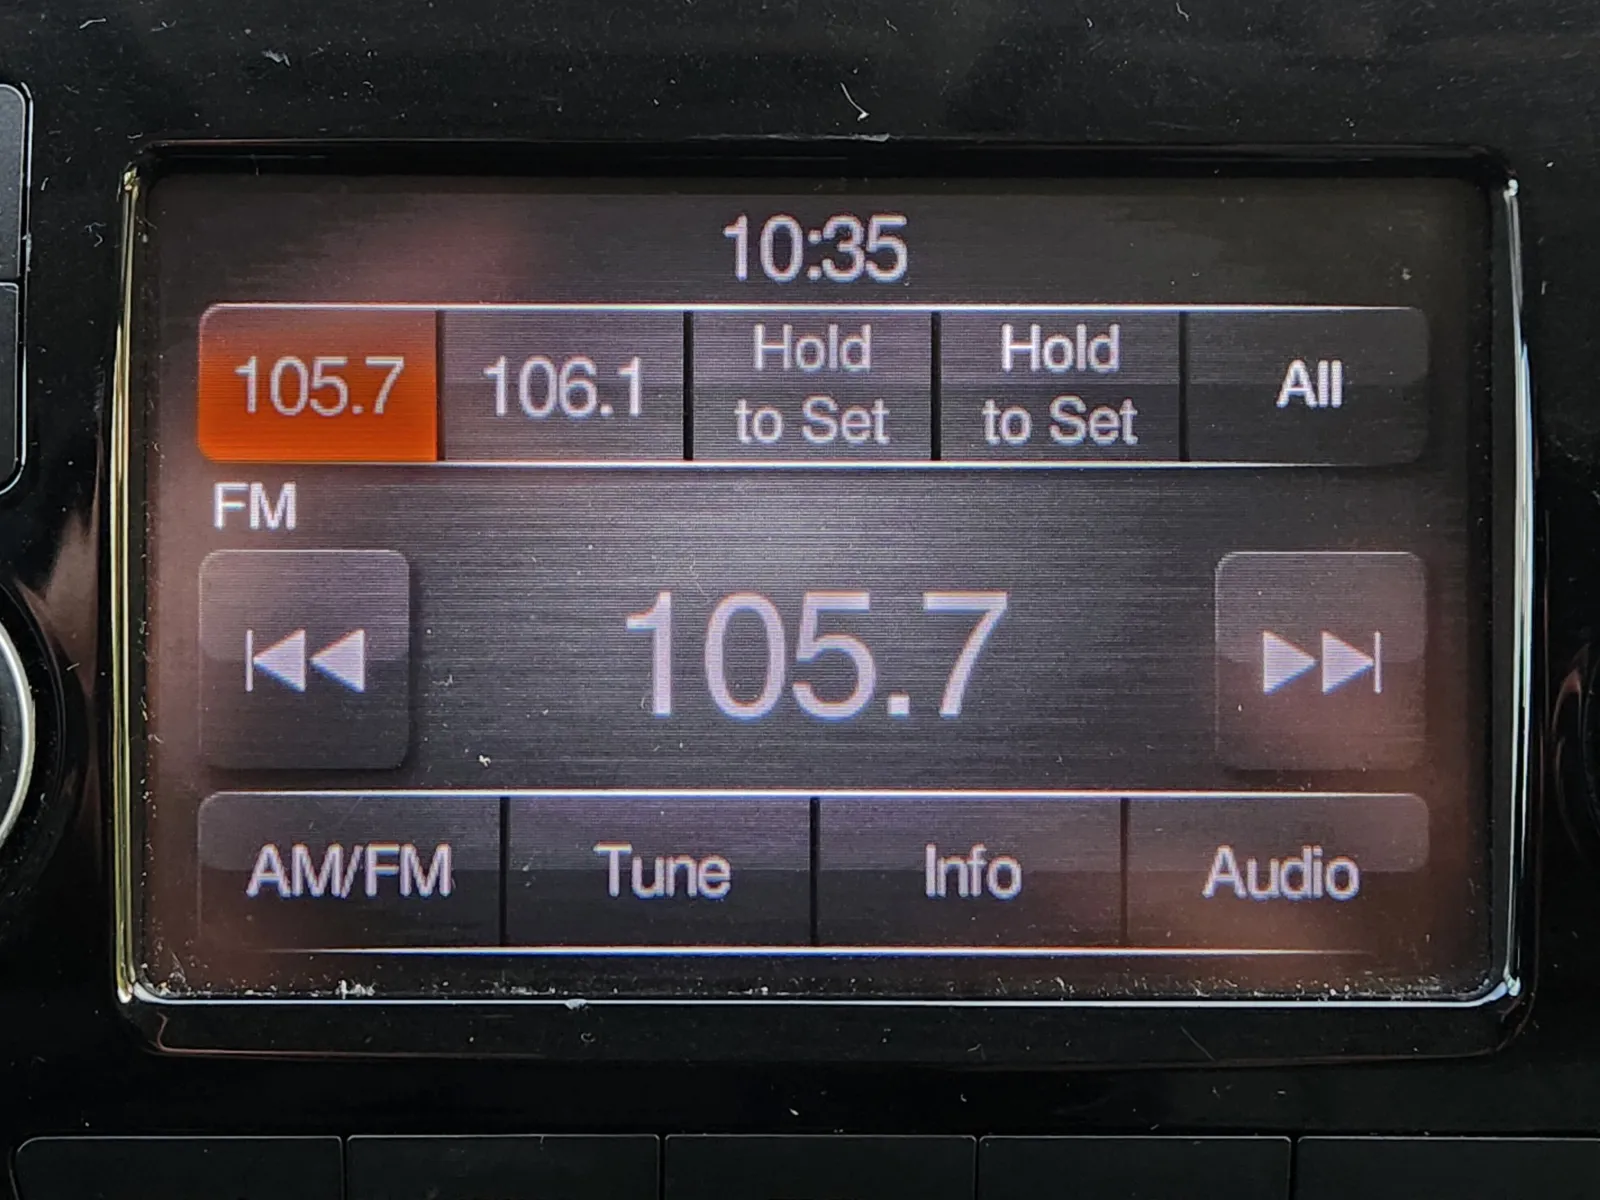 10:35
105.7
106.1
Hold
to Set
Hold
to Set
All
FM
105.7
AM/FM
Tune
Info
Audio